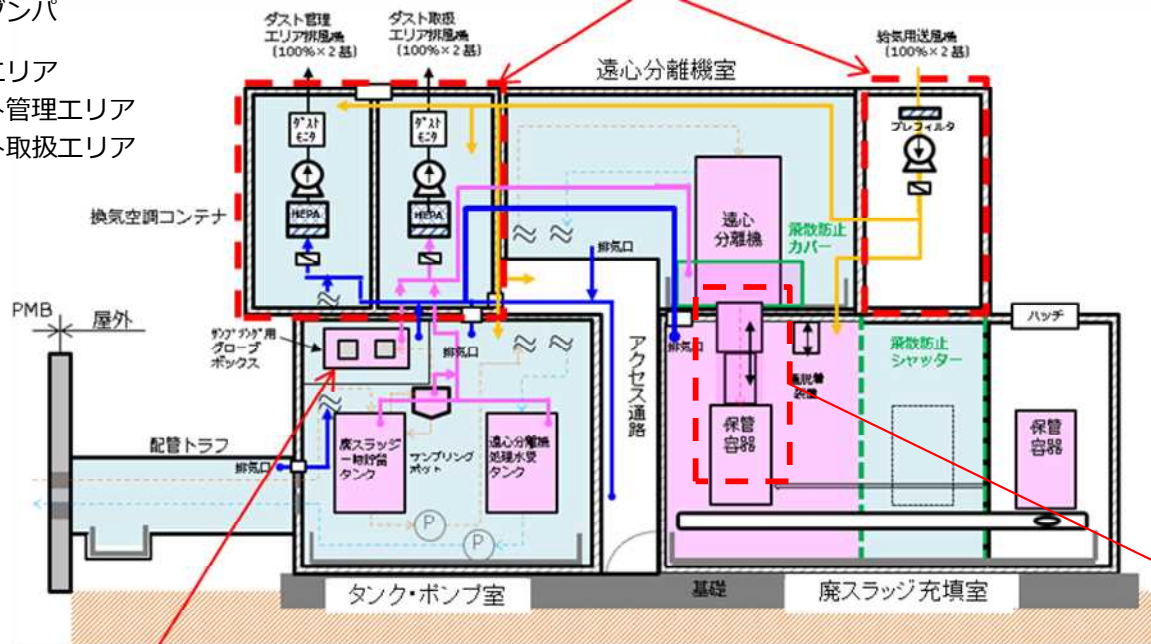 ダンパ
エリア
管理エリア
取扱エリア
ダスト管理
エリア排風機
(100%×2基)
ダスト取扱
エリア排風機
(100%×2基)
給気用送風機
(100%×2基)
遠心分離機室
ダスト
モニタ
ダスト
モニタ
プレフィルタ
HEPA
HEPA
換気空調コンテナ
遠心
分離機
飛散防止
カバー
排気口
PMB
屋外
ハッチ
サンプリング用
グローブ
ボックス
排気口
排気口
アクセス通路
飛散防止
シャッター
保管
容器
保管
容器
配管トラフ
排気口
廃スラッジ
一時貯留
タンク
サンプリング
ポット
遠心分離機
処理水受
タンク
P
P
タンク・ポンプ室
基礎
廃スラッジ充填室